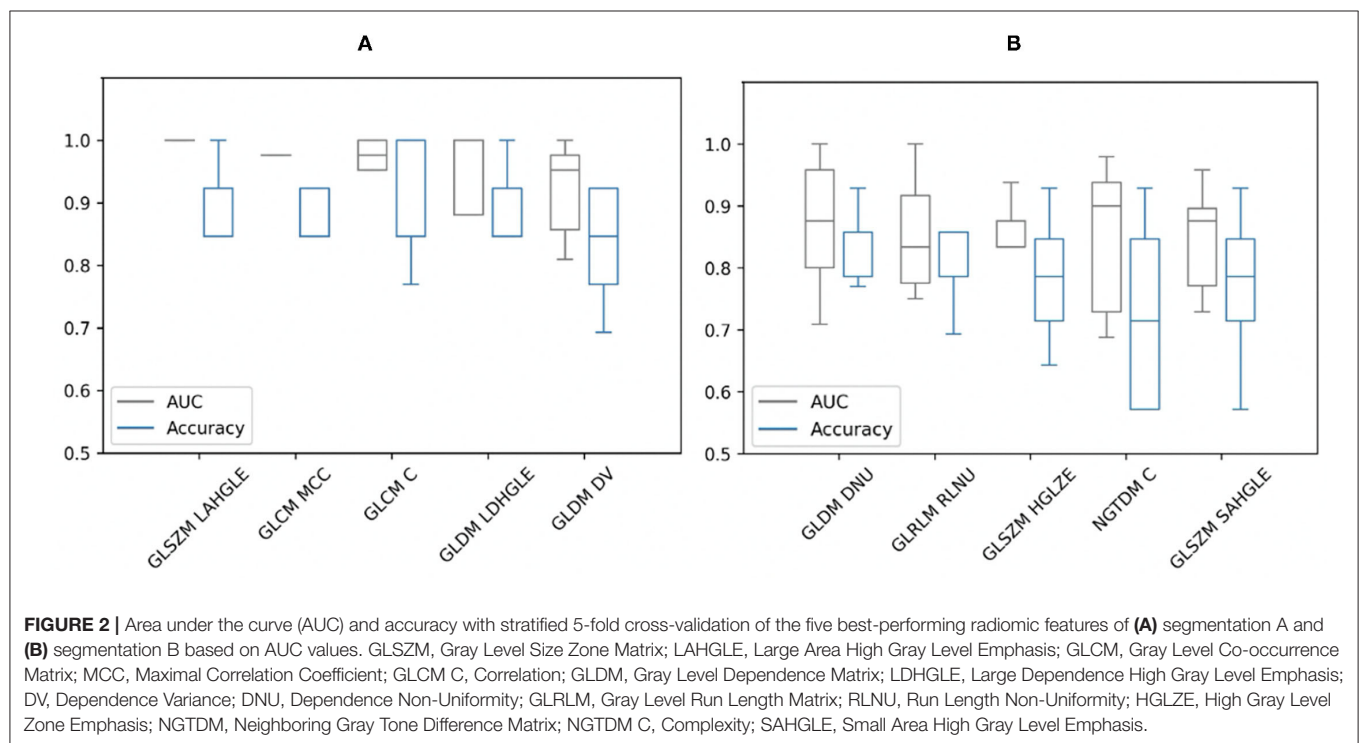 A
1.0
0.9
0.8
0.7
0.6
0.5
AUC
Accuracy
GLSZM LAHGLE
GLCM MCC
GLCM C
GLDM LDHGLE
GLDM DV
B
1.0
0.9
0.8
0.7
0.6
0.5
AUC
Accuracy
GLDM DNU
GLRLM RLNU
GLSZM HGLZE
NGTDM C
GLSZM SAHGLE
FIGURE 2 | Area under the curve (AUC) and accuracy with stratified 5-fold cross-validation of the five best-performing radiomic features of (A) segmentation A and
(B) segmentation B based on AUC values. GLSZM, Gray Level Size Zone Matrix; LAHGLE, Large Area High Gray Level Emphasis; GLCM, Gray Level Co-occurrence
Matrix; MCC, Maximal Correlation Coefficient; GLCM C, Correlation; GLDM, Gray Level Dependence Matrix; LDHGLE, Large Dependence High Gray Level Emphasis;
DV, Dependence Variance; DNU, Dependence Non-Uniformity; GLRLM, Gray Level Run Length Matrix; RLNU, Run Length Non-Uniformity; HGLZE, High Gray Level
Zone Emphasis; NGTDM, Neighboring Gray Tone Difference Matrix; NGTDM C, Complexity; SAHGLE, Small Area High Gray Level Emphasis.